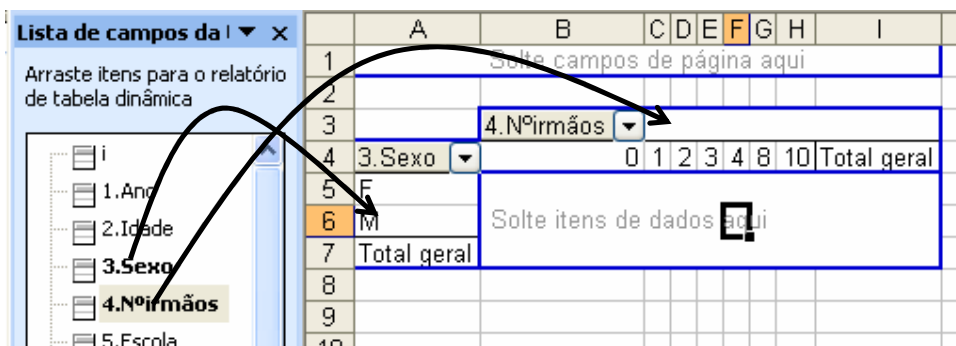 Lista de campos da
Arraste itens para o relatório
de tabela dinâmica
i
1.Ano
2.Idade
3.Sexo
4.Nºirmãos
5.Escola
A B C D E F G H I
1 Solte campos de página aqui
2
3 4.Nºirmãos
4 3.Sexo 0 1 2 3 4 8 10 Total geral
5 F
6 M Solte itens de dados aqui
7 Total geral
8
9
10